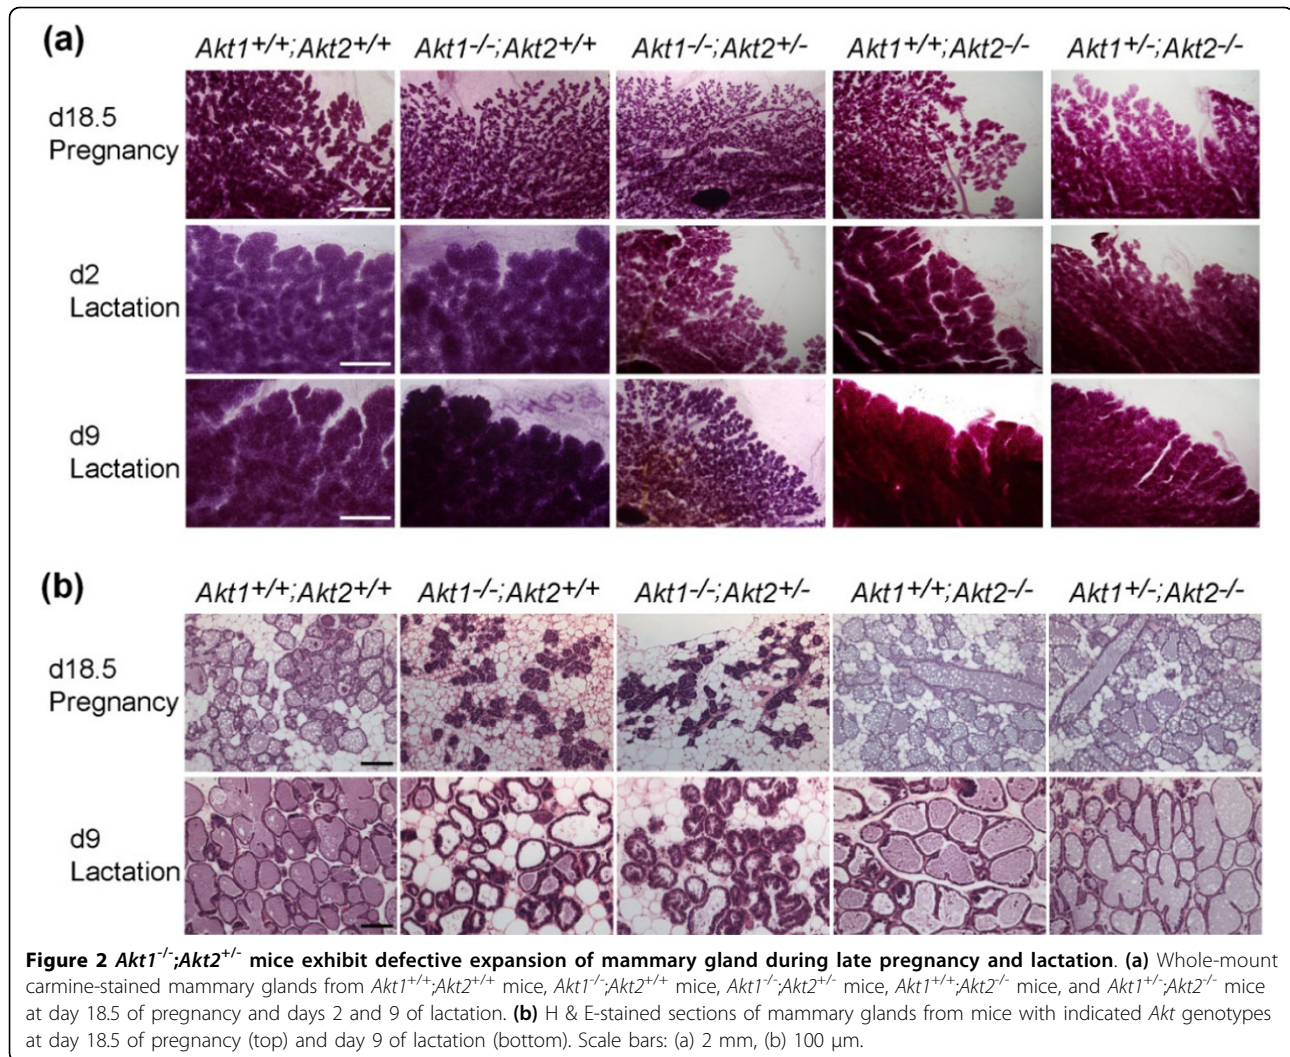 (a)
Akt1+/+;Akt2+/+ Akt1-/-;Akt2+/+ Akt1-/-;Akt2+/- Akt1+/+;Akt2-/- Akt1+/-;Akt2-/-
d18.5
Pregnancy
d2
Lactation
d9
Lactation
(b)
Akt1+/+;Akt2+/+ Akt1-/-;Akt2+/+ Akt1-/-;Akt2+/- Akt1+/+;Akt2-/- Akt1+/-;Akt2-/-
d18.5
Pregnancy
d9
Lactation
Figure 2 Akt1-/-;Akt2+/- mice exhibit defective expansion of mammary gland during late pregnancy and lactation. (a) Whole-mount
carmine-stained mammary glands from Akt1+/+;Akt2+/+ mice, Akt1-/-;Akt2+/+ mice, Akt1-/-;Akt2+/- mice, Akt1+/+;Akt2-/- mice, and Akt1+/-;Akt2-/- mice
at day 18.5 of pregnancy and days 2 and 9 of lactation. (b) H & E-stained sections of mammary glands from mice with indicated Akt genotypes
at day 18.5 of pregnancy (top) and day 9 of lactation (bottom). Scale bars: (a) 2 mm, (b) 100 μm.